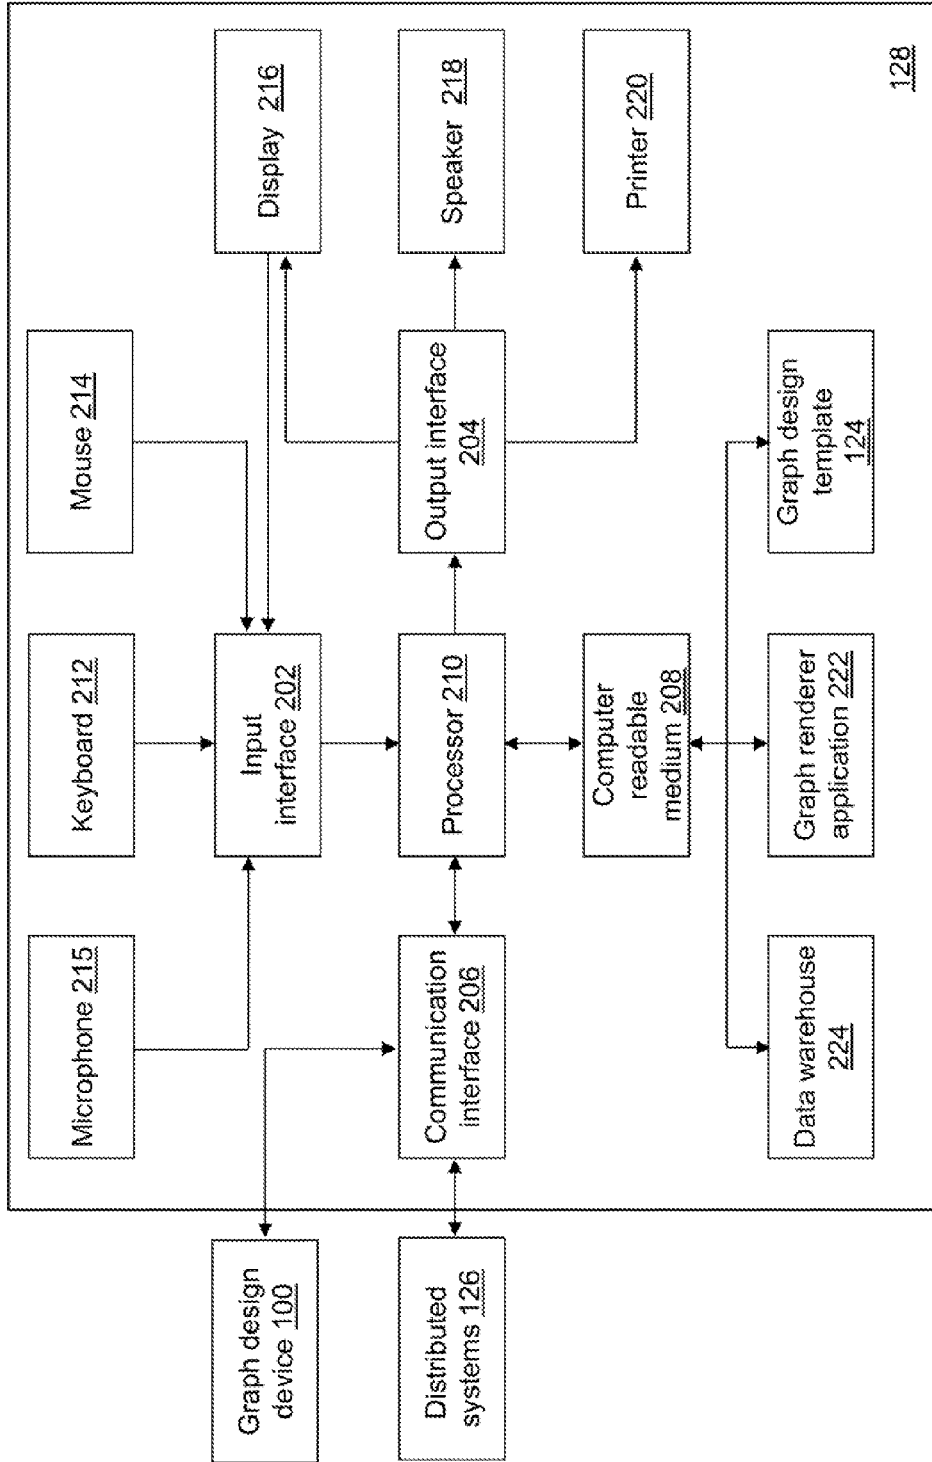 Microphone 215
Keyboard 212
Mouse 214
Graph design
device 100
Input
interface 202
Display 216
Distributed
systems 126
Communication
interface 206
Processor 210
Output interface
204
Speaker 218
Computer
readable
medium 208
Printer 220
Data warehouse
224
Graph renderer
application 222
Graph design
template
124
128